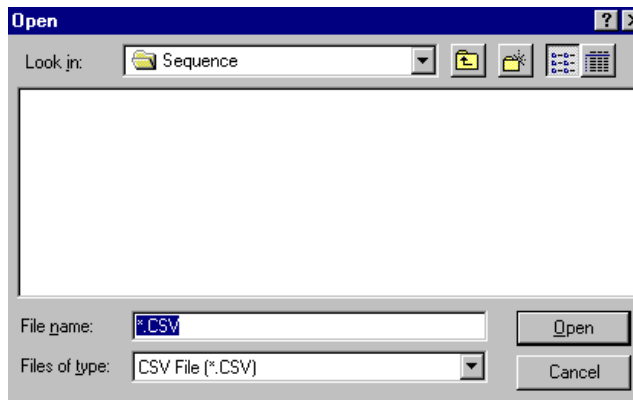 Open
Look in: Sequence
File name: *.CSV Open
Files of type: CSV File (*.CSV) Cancel